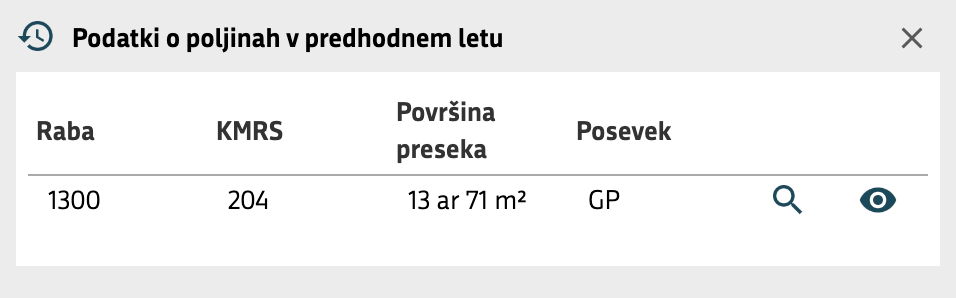 Podatki o poljinah v predhodnem letu
Raba KMRS Površina preseka Posevek
1300 204 13 ar 71 m² GP